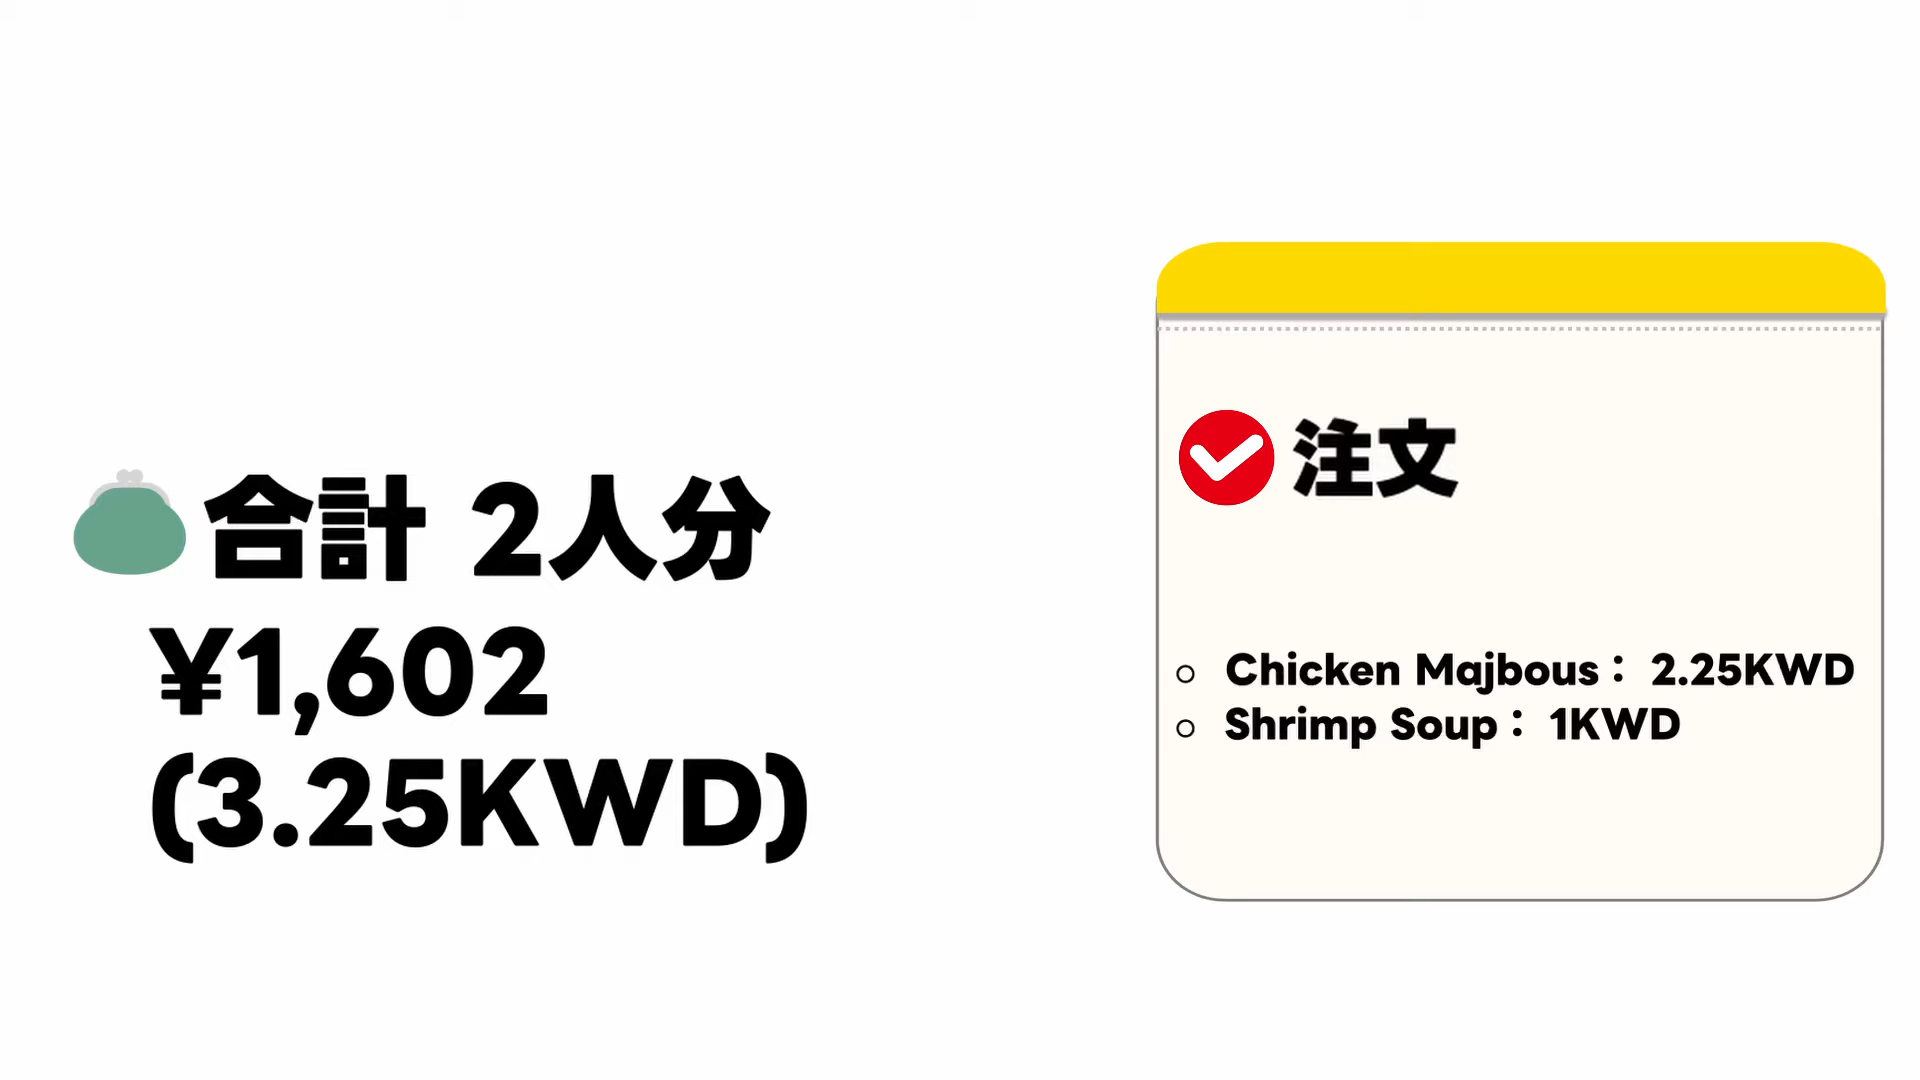 合計 2人分
¥1,602
(3.25KWD)
注文
○ Chicken Majbous： 2.25KWD
○ Shrimp Soup： 1KWD